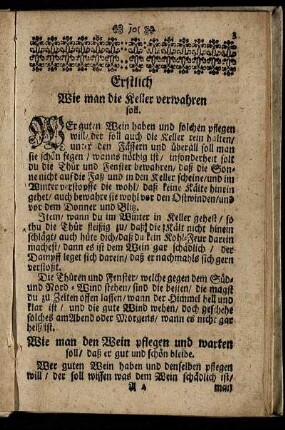 Erstlich
Wie man die Keller verwahren
soll.
WEr guten Wein haben und solchen pflegen
will/ der soll auch die Keller rein halten/
unter den Fässern und überall soll man
sie schön fegen/ wanns nöthig ist/ insonderheit solt
du die Thür und Fenster bewahren/ daß die Son-
ne nicht auf die Faß und in den Keller scheine/und im
Winter verstopffe die wohl/ daß keine Kälte hinein
gehet/ auch bewahre sie wohl vor den Ostwinden/und
vor dem Donner und Blitz.
Item/ wann du im Winter in Keller gehest/ so
thu die Thür fleißig zu/ daß die Kält nicht hinein
schlägt/ auch hüte dich/daß du kein Kohl-Feur darein
machest/ dann es ist dem Wein gar schädlich/ der
Dampff leget sich darein/ daß er nachmahls sich gern
verstoßt.
Die Thüren und Fenster/ welche gegen dem Süd-
und Nord-Wind stehen/ sind die besten/ die magst
du zu Zeiten offen lassen/ wann der Himmel hell und
klar ist/ und die gute Wind wehen/ doch geschehe
solches am Abend oder Morgens/ wann es nicht gar
heiß ist.
Wie man den Wein pflegen und warten
soll/ daß er gut und schön bleibe.
Wer guten Wein haben und denselben pflegen
will/ der soll wissen was dem Wein schädlich ist/
man